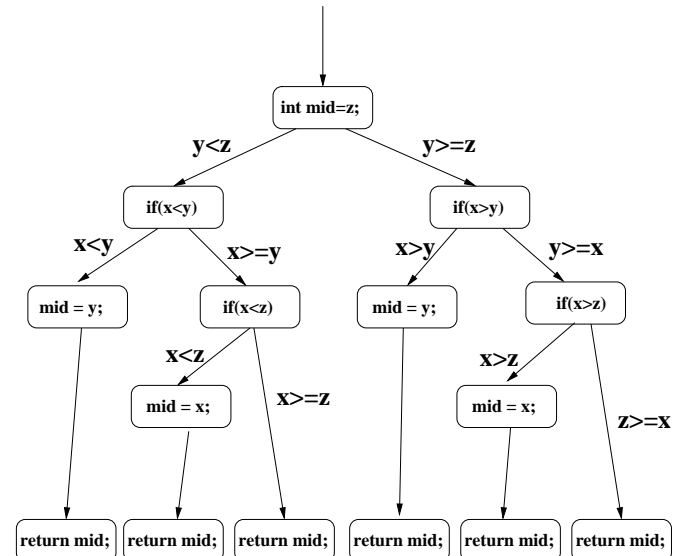 int mid=z;
y<z
y>=z
if(x<y)
if(x>y)
x<y
x>=y
x>y
y>=x
mid = y;
if(x<z)
mid = y;
if(x>z)
x<z
x>z
mid = x;
x>=z
mid = x;
z>=x
return mid;
return mid;
return mid;
return mid;
return mid;
return mid;